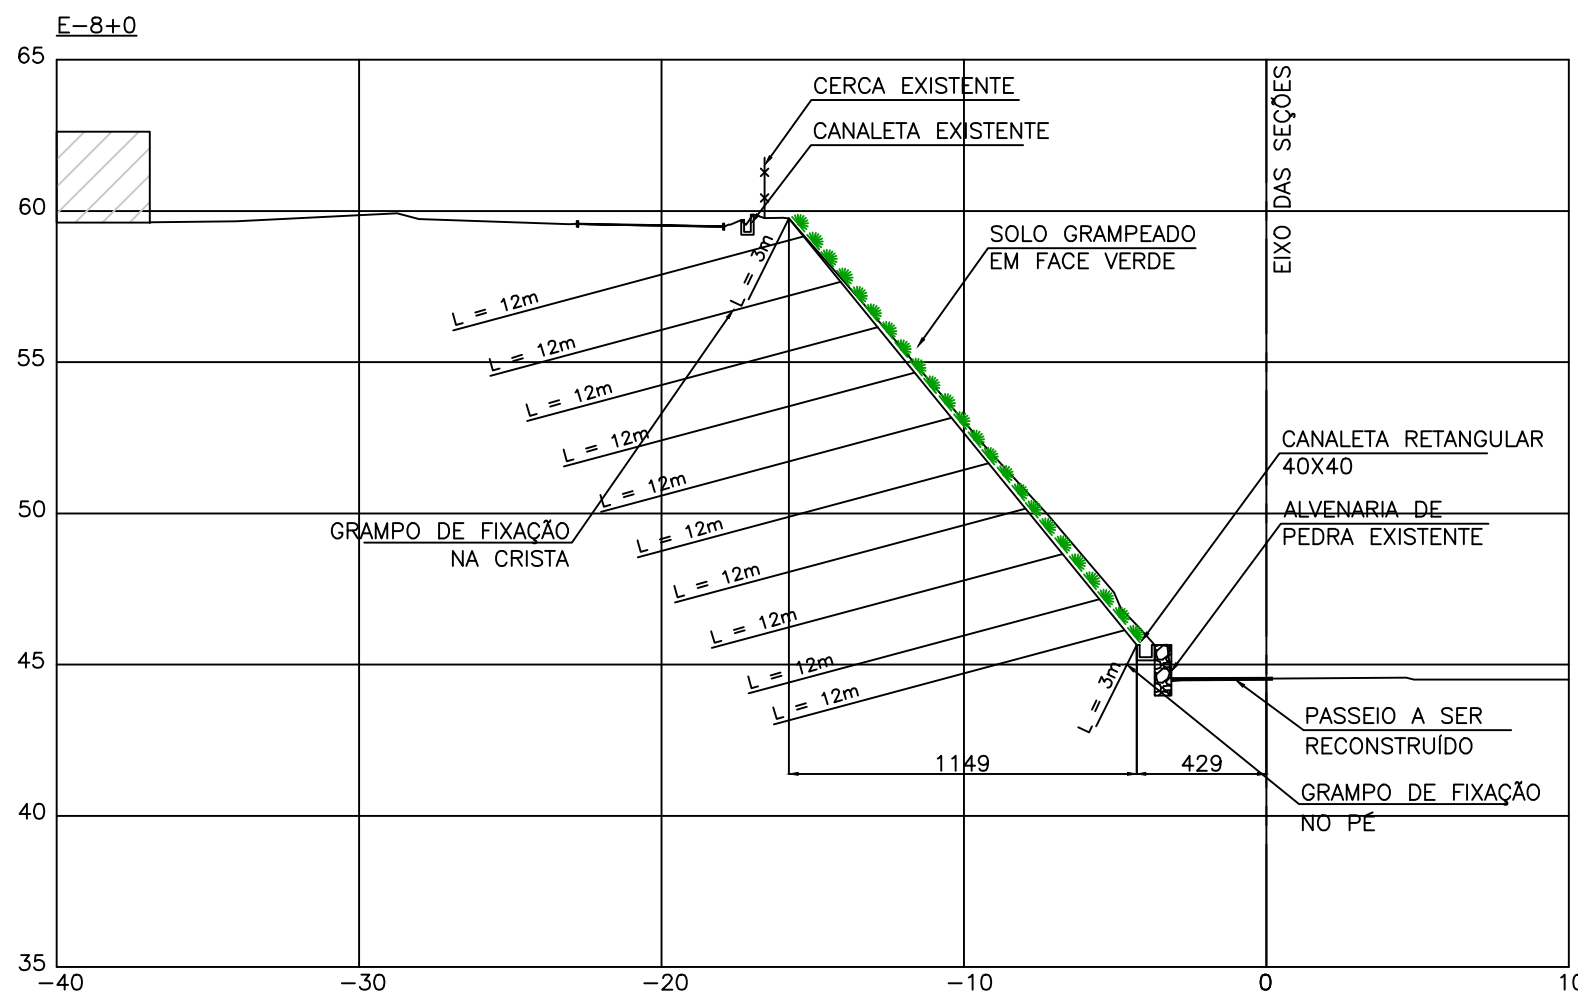 E-8+0
65
CERCA EXISTENTE
CANALETA EXISTENTE
EIXO DAS SEÇÕES
60
SOLO GRAMPEADO
EM FACE VERDE
L = 3m
L = 12m
L = 12m
55
L = 12m
L = 12m
CANALETA RETANGULAR
40X40
L = 12m
50
ALVENARIA DE
PEDRA EXISTENTE
GRAMPO DE FIXAÇÃO
NA CRISTA
L = 12m
L = 12m
L = 12m
45
L = 12m
L = 12m
L = 3m
PASSEIO A SER
RECONSTRUÍDO
1149
429
GRAMPO DE FIXAÇÃO
NO PÉ
40
35
-40
-30
-20
-10
0
10